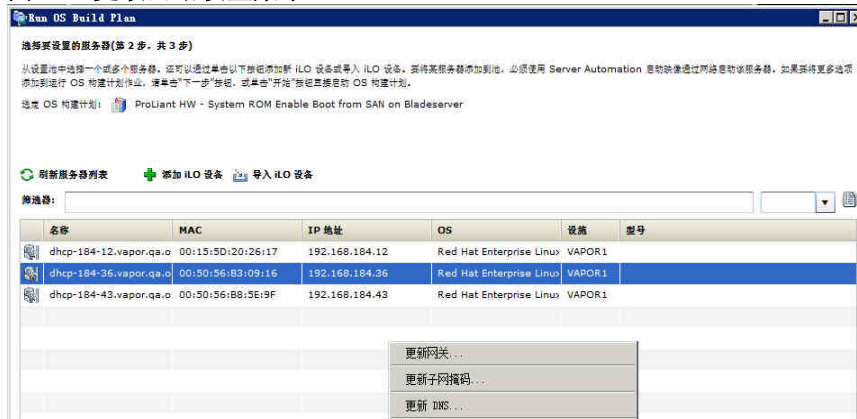 Run OS Build Plan
选择要设置的服务器(第 2 步，共 3 步)
从设置池中选择一个或多个服务器。还可以通过单击以下按钮添加新 iLO 设备或导入 iLO 设备。要将某服务器添加到池，必须使用 Server Automation 启动映像通过网络启动该服务器。如果要将更多选项
添加到运行 OS 构建计划作业，请单击"下一步"按钮，或单击"开始"按钮直接启动 OS 构建计划。
选定 OS 构建计划: ProLiant HW - System ROM Enable Boot from SAN on Bladeserver
刷新服务器列表 添加 iLO 设备 导入 iLO 设备
筛选器:
名称 MAC IP 地址 OS 设施 型号
dhcp-184-12.vapor.qa.o 00:15:5D:20:26:17 192.168.184.12 Red Hat Enterprise Linux VAPOR1
dhcp-184-36.vapor.qa.o 00:50:56:B3:09:16 192.168.184.36 Red Hat Enterprise Linux VAPOR1
dhcp-184-43.vapor.qa.o 00:50:56:B8:5E:9F 192.168.184.43 Red Hat Enterprise Linux VAPOR1
更新网关...
更新子网掩码...
更新 DNS...